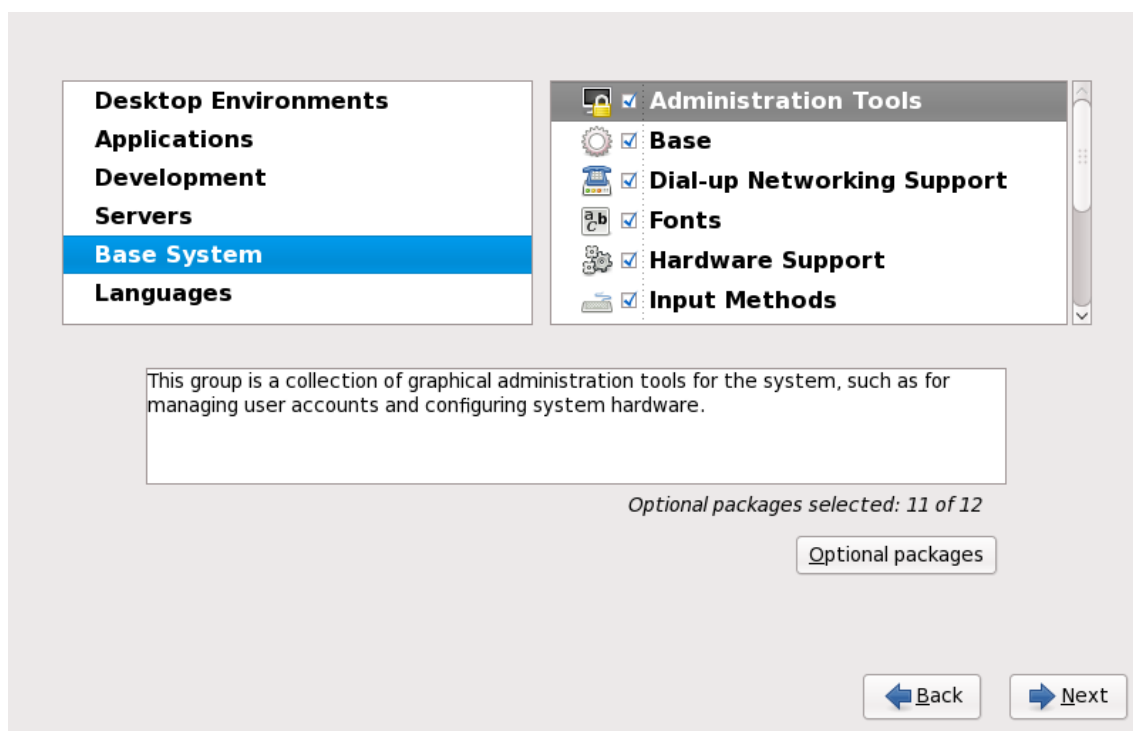 Desktop Environments
Applications
Development
Servers
Base System
Languages
Administration Tools
Base
Dial-up Networking Support
Fonts
Hardware Support
Input Methods
This group is a collection of graphical administration tools for the system, such as for
managing user accounts and configuring system hardware.
Optional packages selected: 11 of 12
Optional packages
Back
Next